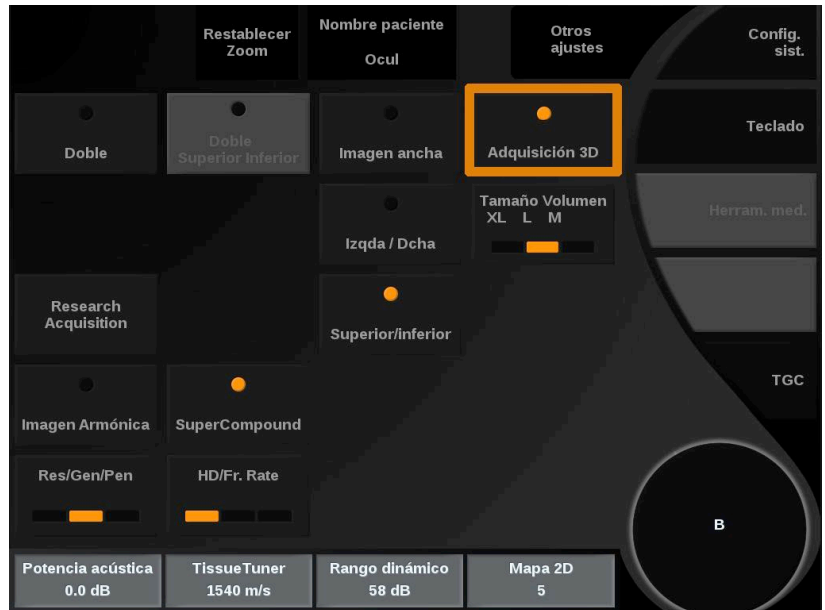 Restablecer
Zoom
Nombre paciente
Ocul
Otros
ajustes
Config.
sist.
Doble
Doble
Superior Inferior
Imagen ancha
Adquisición 3D
Teclado
Izqda / Dcha
Tamaño Volumen
XL L M
Herram. med.
Research
Acquisition
Superior/inferior
TGC
Imagen Armónica
SuperCompound
Res/Gen/Pen
HD/Fr. Rate
B
Potencia acústica
0.0 dB
TissueTuner
1540 m/s
Rango dinámico
58 dB
Mapa 2D
5